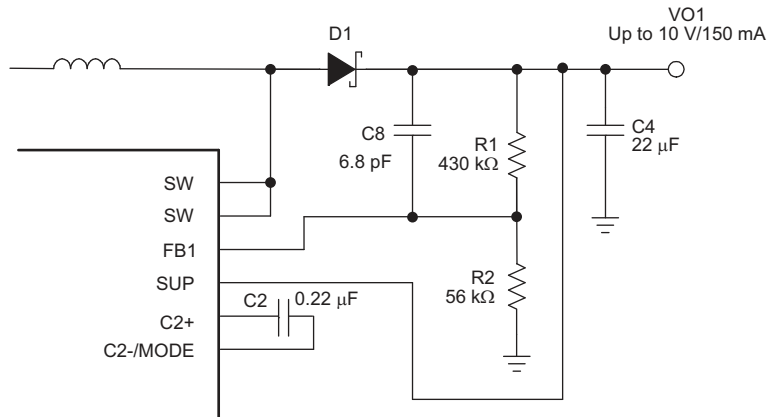 VO1
Up to 10 V/150 mA
D1
C8
6.8 pF
R1
430 kΩ
C4
22 μF
SW
SW
FB1
SUP
C2+
C2-/MODE
C2
0.22 μF
R2
56 kΩ